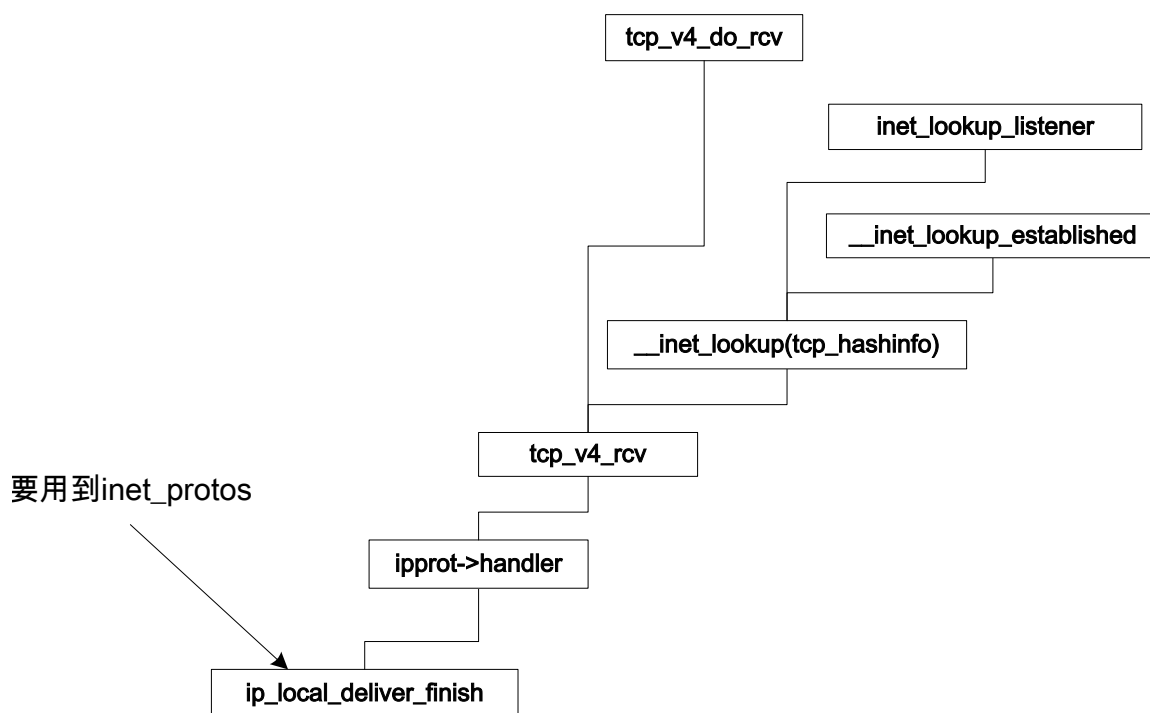 tcp_v4_do_rcv
inet_lookup_listener
__inet_lookup_established
__inet_lookup(tcp_hashinfo)
tcp_v4_rcv
要用到inet_protos
ipprot->handler
ip_local_deliver_finish